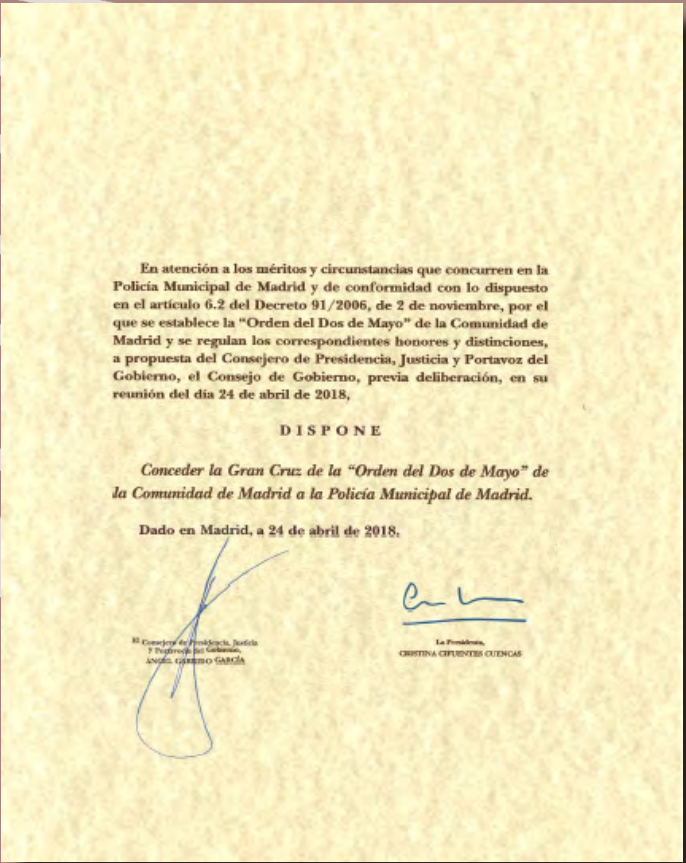 En atención a los méritos y circunstancias que concurren en la
Policía Municipal de Madrid y de conformidad con lo dispuesto
en el artículo 6.2 del Decreto 91/2006, de 2 de noviembre, por el
que se establece la “Orden del Dos de Mayo” de la Comunidad de
Madrid y se regulan los correspondientes honores y distinciones,
a propuesta del Consejero de Presidencia, Justicia y Portavoz del
Gobierno, el Consejo de Gobierno, previa deliberación, en su
reunión del día 24 de abril de 2018,
DISPONE
Conceder la Gran Cruz de la “Orden del Dos de Mayo” de
la Comunidad de Madrid a la Policía Municipal de Madrid.
Dado en Madrid, a 24 de abril de 2018.
El Consejero de Presidencia, Justicia
y Portavocía del Gobierno,
ÁNGEL GARRIDO GARCÍA
La Presidenta,
CRISTINA CIFUENTES CUENCAS